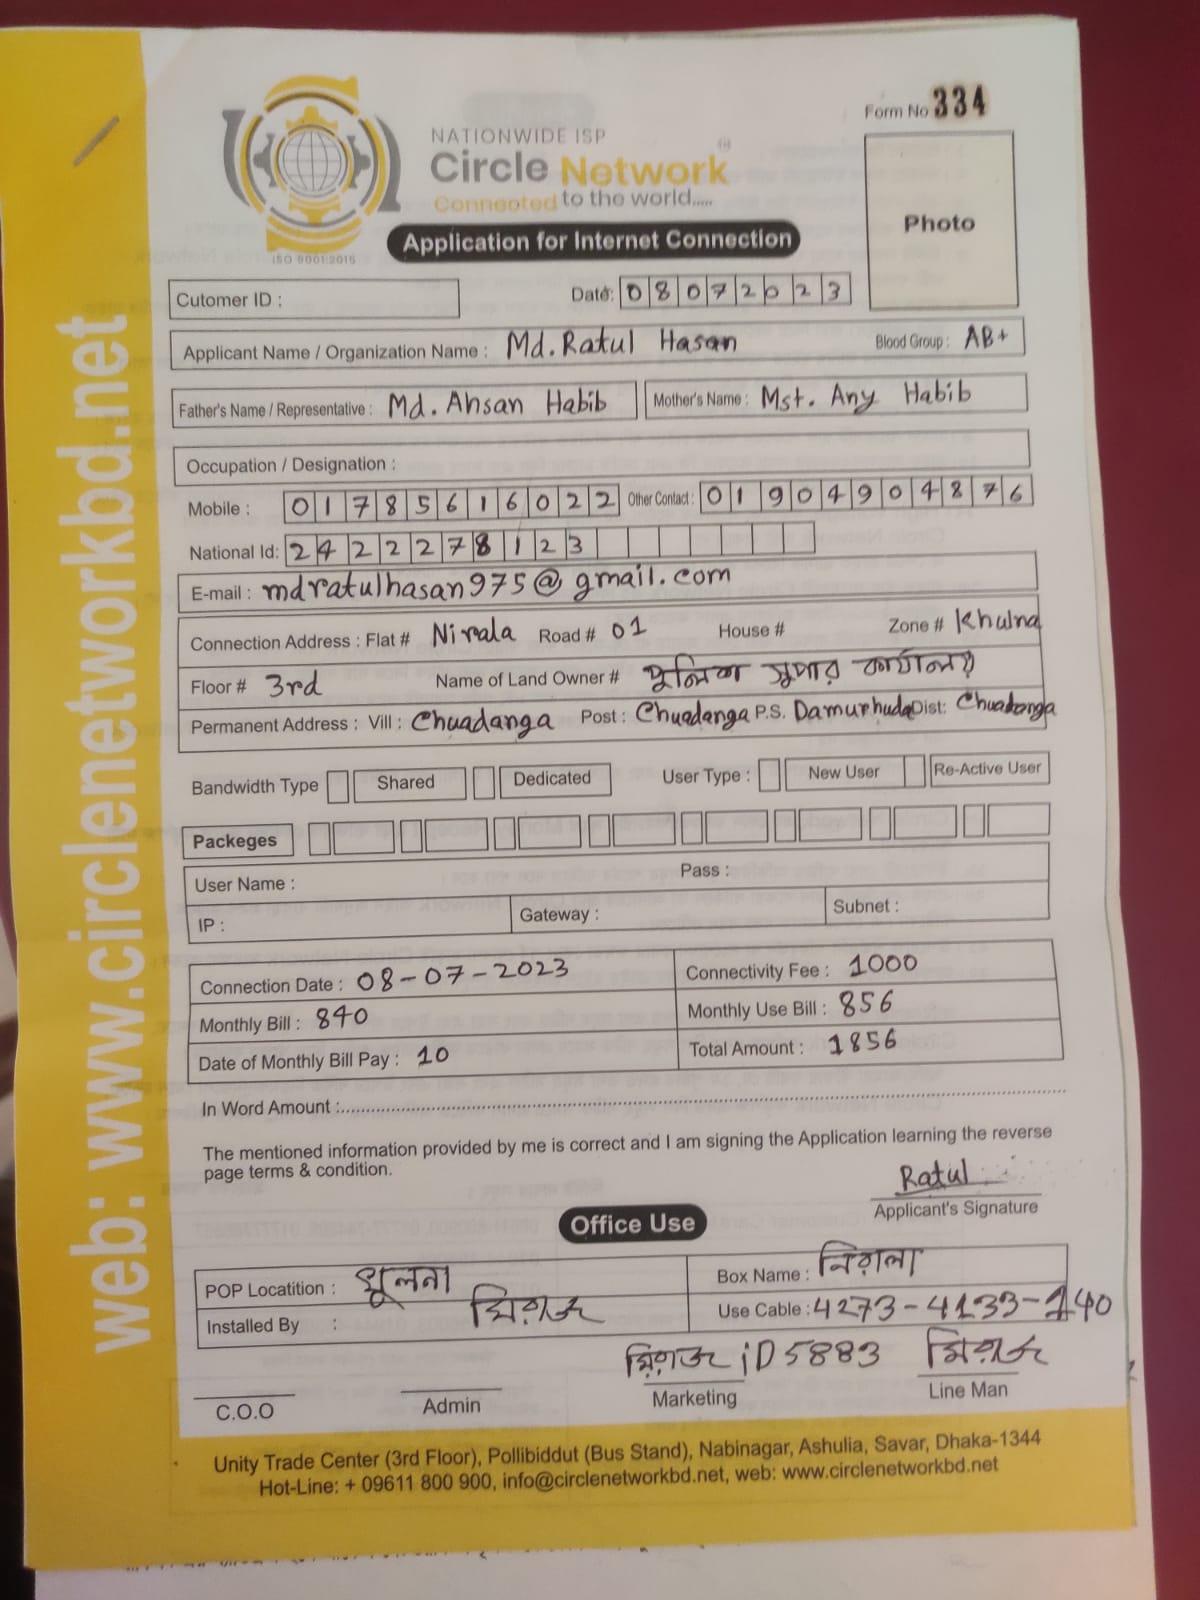 web: www.circlenetworkbd.net
Form No 334
NATIONWIDE ISP
Circle Network
Connected to the world.....
ISO 9001:2015
Application for Internet Connection
Photo
Cutomer ID :
Date: 08072023
Applicant Name / Organization Name : Md. Ratul Hasan Blood Group : AB+
Father's Name / Representative : Md. Ahsan Habib Mother's Name : Mst. Any Habib
Occupation / Designation :
Mobile : 01785616022 Other Contact : 01904904876
National Id: 2422278123
E-mail : mdratulhasan975@gmail.com
Connection Address : Flat # Nirala Road # 01 House # Zone # Khulna
Floor # 3rd Name of Land Owner # পুলিশ সুপার কার্যালয়
Permanent Address : Vill : Chuadanga Post : Chuadanga P.S. Damurhuda Dist: Chuadanga
Bandwidth Type Shared Dedicated User Type : New User Re-Active User
Packeges
User Name : Pass :
IP : Gateway : Subnet :
Connection Date : 08-07-2023 Connectivity Fee : 1000
Monthly Bill : 840 Monthly Use Bill : 856
Date of Monthly Bill Pay : 10 Total Amount : 1856
In Word Amount :
The mentioned information provided by me is correct and I am signing the Application learning the reverse
page terms & condition.
Ratul
Applicant's Signature
Office Use
POP Locatition : খুলনা Box Name : নিরালা
Installed By : মিরাজ Use Cable : 4273-4133-140
মিরাজ iD 5883 মিরাজ
C.O.O Admin Marketing Line Man
Unity Trade Center (3rd Floor), Pollibiddut (Bus Stand), Nabinagar, Ashulia, Savar, Dhaka-1344
Hot-Line: + 09611 800 900, info@circlenetworkbd.net, web: www.circlenetworkbd.net